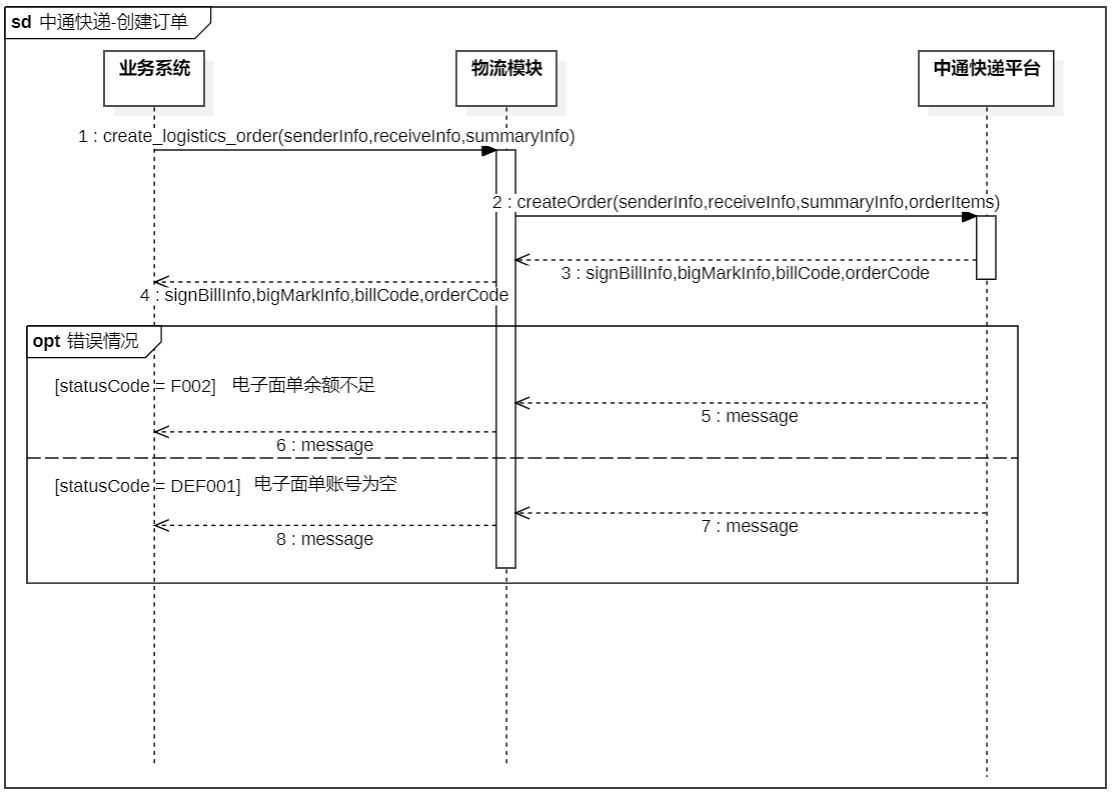 sd 中通快递-创建订单
业务系统
物流模块
中通快递平台
1 : create_logistics_order(senderInfo,receiveInfo,summaryInfo)
2 : createOrder(senderInfo,receiveInfo,summaryInfo,orderItems)
3 : signBillInfo,bigMarkInfo,billCode,orderCode
4 : signBillInfo,bigMarkInfo,billCode,orderCode
opt 错误情况
[statusCode = F002] 电子面单余额不足
5 : message
6 : message
[statusCode = DEF001] 电子面单账号为空
7 : message
8 : message